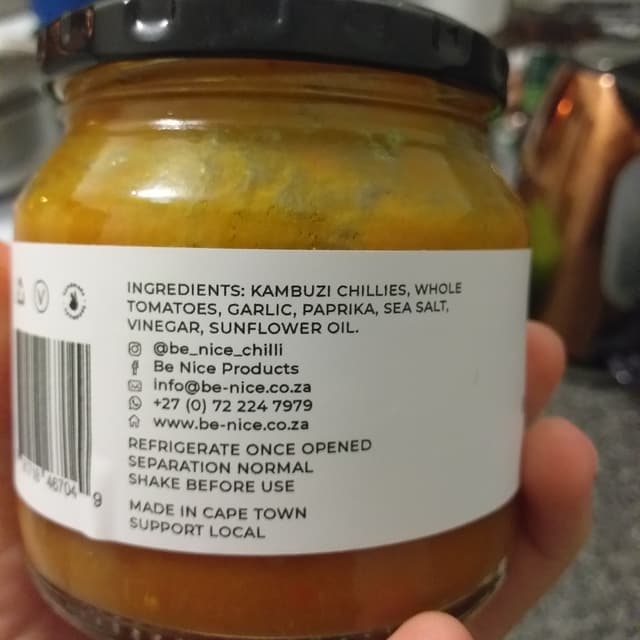 INGREDIENTS: KAMBUZI CHILLIES, WHOLE
TOMATOES, GARLIC, PAPRIKA, SEA SALT,
VINEGAR, SUNFLOWER OIL.
@be_nice_chilli
Be Nice Products
info@be-nice.co.za
+27 (0) 72 224 7979
www.be-nice.co.za
REFRIGERATE ONCE OPENED
SEPARATION NORMAL
SHAKE BEFORE USE
MADE IN CAPE TOWN
SUPPORT LOCAL
V
46704 9